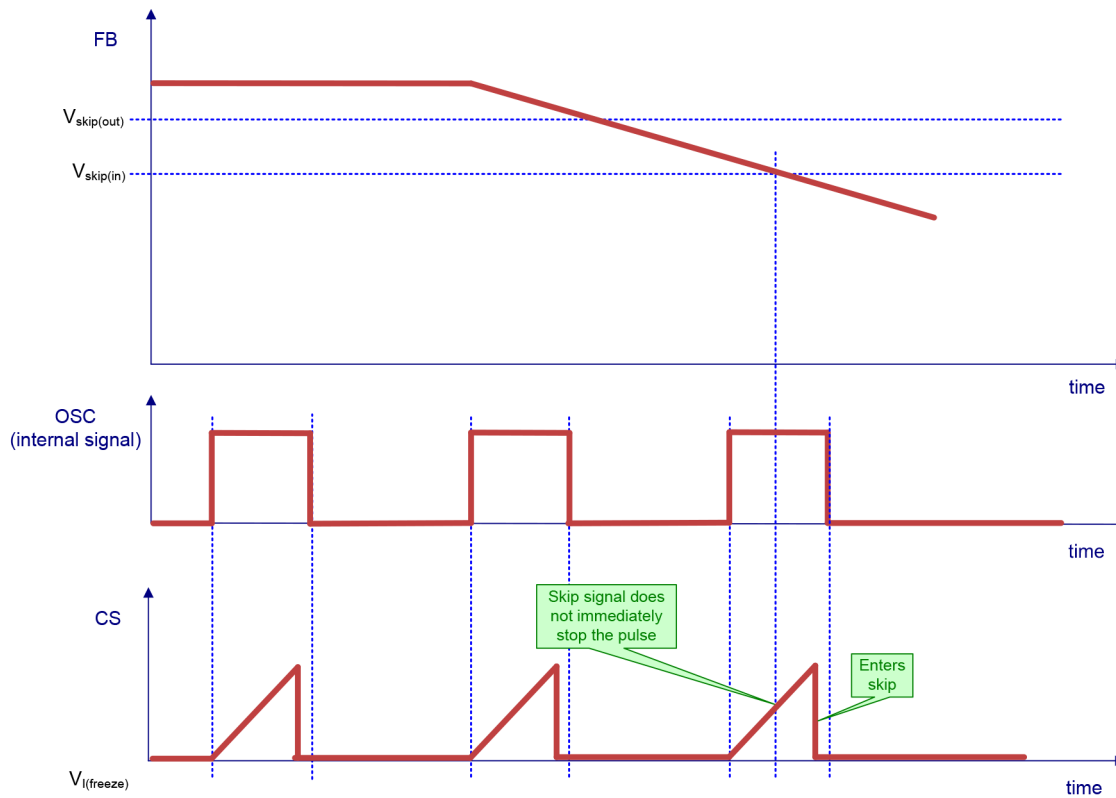 FB
Vskip(out)
Vskip(in)
time
OSC
(internal signal)
time
CS
Skip signal does
not immediately
stop the pulse
Enters
skip
VI(freeze)
time